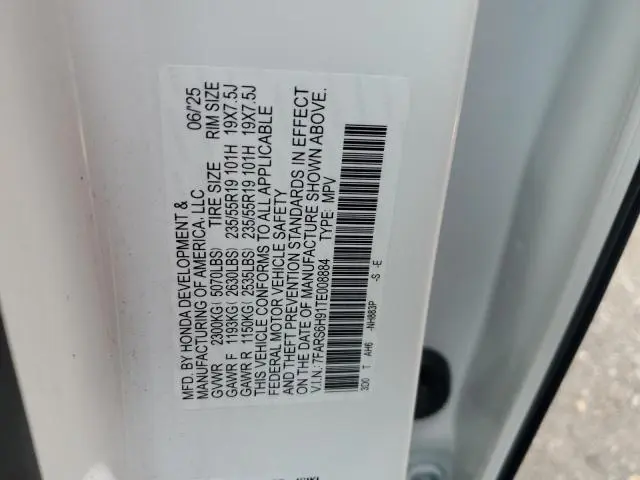 MFD. BY HONDA DEVELOPMENT & 06/'25
MANUFACTURING OF AMERICA, LLC
TIRE SIZE RIM SIZE
GVWR 2300KG( 5070LBS)
GAWR F 1193KG( 2630LBS) 235/55R19 101H 19X7.5J
GAWR R 1150KG( 2535LBS) 235/55R19 101H 19X7.5J
THIS VEHICLE CONFORMS TO ALL APPLICABLE
FEDERAL MOTOR VEHICLE SAFETY
AND THEFT PREVENTION STANDARDS IN EFFECT
ON THE DATE OF MANUFACTURE SHOWN ABOVE.
V.I.N.: 7FARS6H91TE008884 TYPE: MPV
3D0 T AH6 -NH883P -S -E